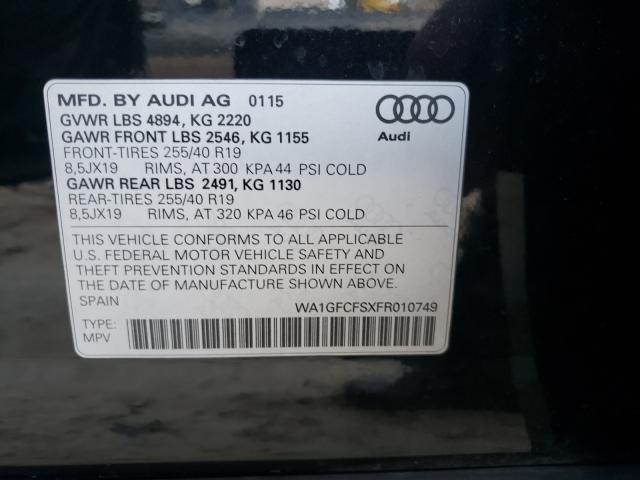 MFD. BY AUDI AG 0115
GVWR LBS 4894, KG 2220
GAWR FRONT LBS 2546, KG 1155
FRONT-TIRES 255/40 R19
8,5JX19 RIMS, AT 300 KPA 44 PSI COLD
GAWR REAR LBS 2491, KG 1130
REAR-TIRES 255/40 R19
8,5JX19 RIMS, AT 320 KPA 46 PSI COLD
Audi
THIS VEHICLE CONFORMS TO ALL APPLICABLE
U.S. FEDERAL MOTOR VEHICLE SAFETY AND
THEFT PREVENTION STANDARDS IN EFFECT ON
THE DATE OF MANUFACTURE SHOWN ABOVE.
SPAIN WA1GFCFSXFR010749
TYPE:
MPV